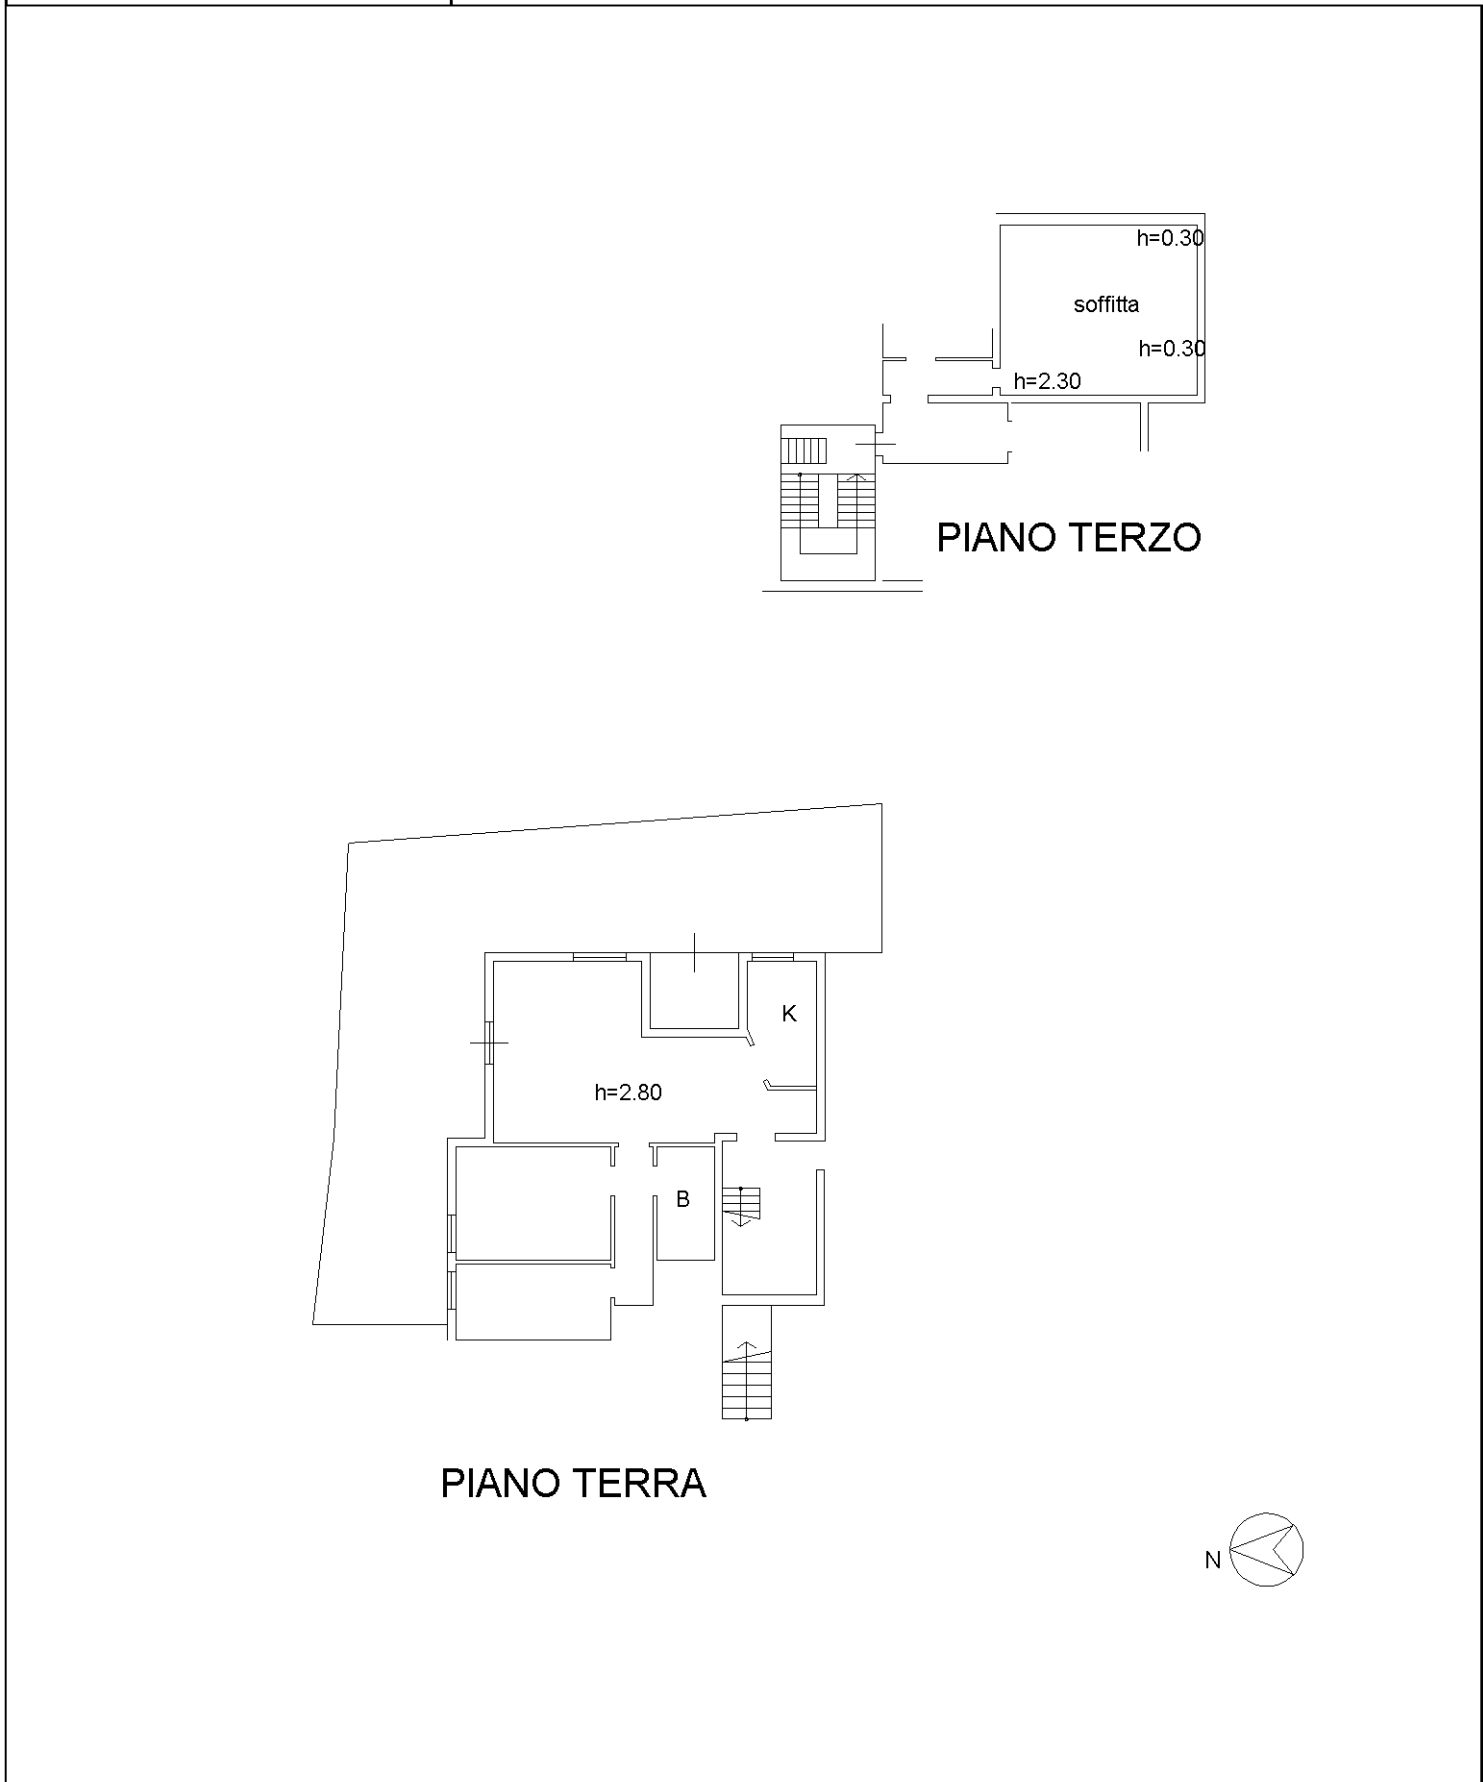 h=0.30
soffitta
h=0.30
h=2.30
PIANO TERZO
K
h=2.80
B
PIANO TERRA
N